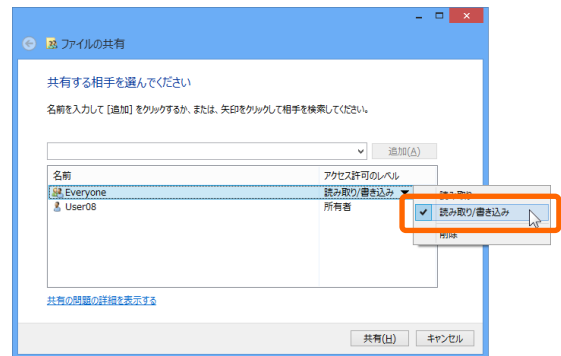 ファイルの共有
共有する相手を選んでください
名前を入力して [追加] をクリックするか、または、矢印をクリックして相手を検索してください。
追加(A)
名前 アクセス許可のレベル
Everyone 読み取り/書き込み ▼ 読み取り
User08 所有者 読み取り/書き込み
削除
共有の問題の詳細を表示する
共有(H) キャンセル